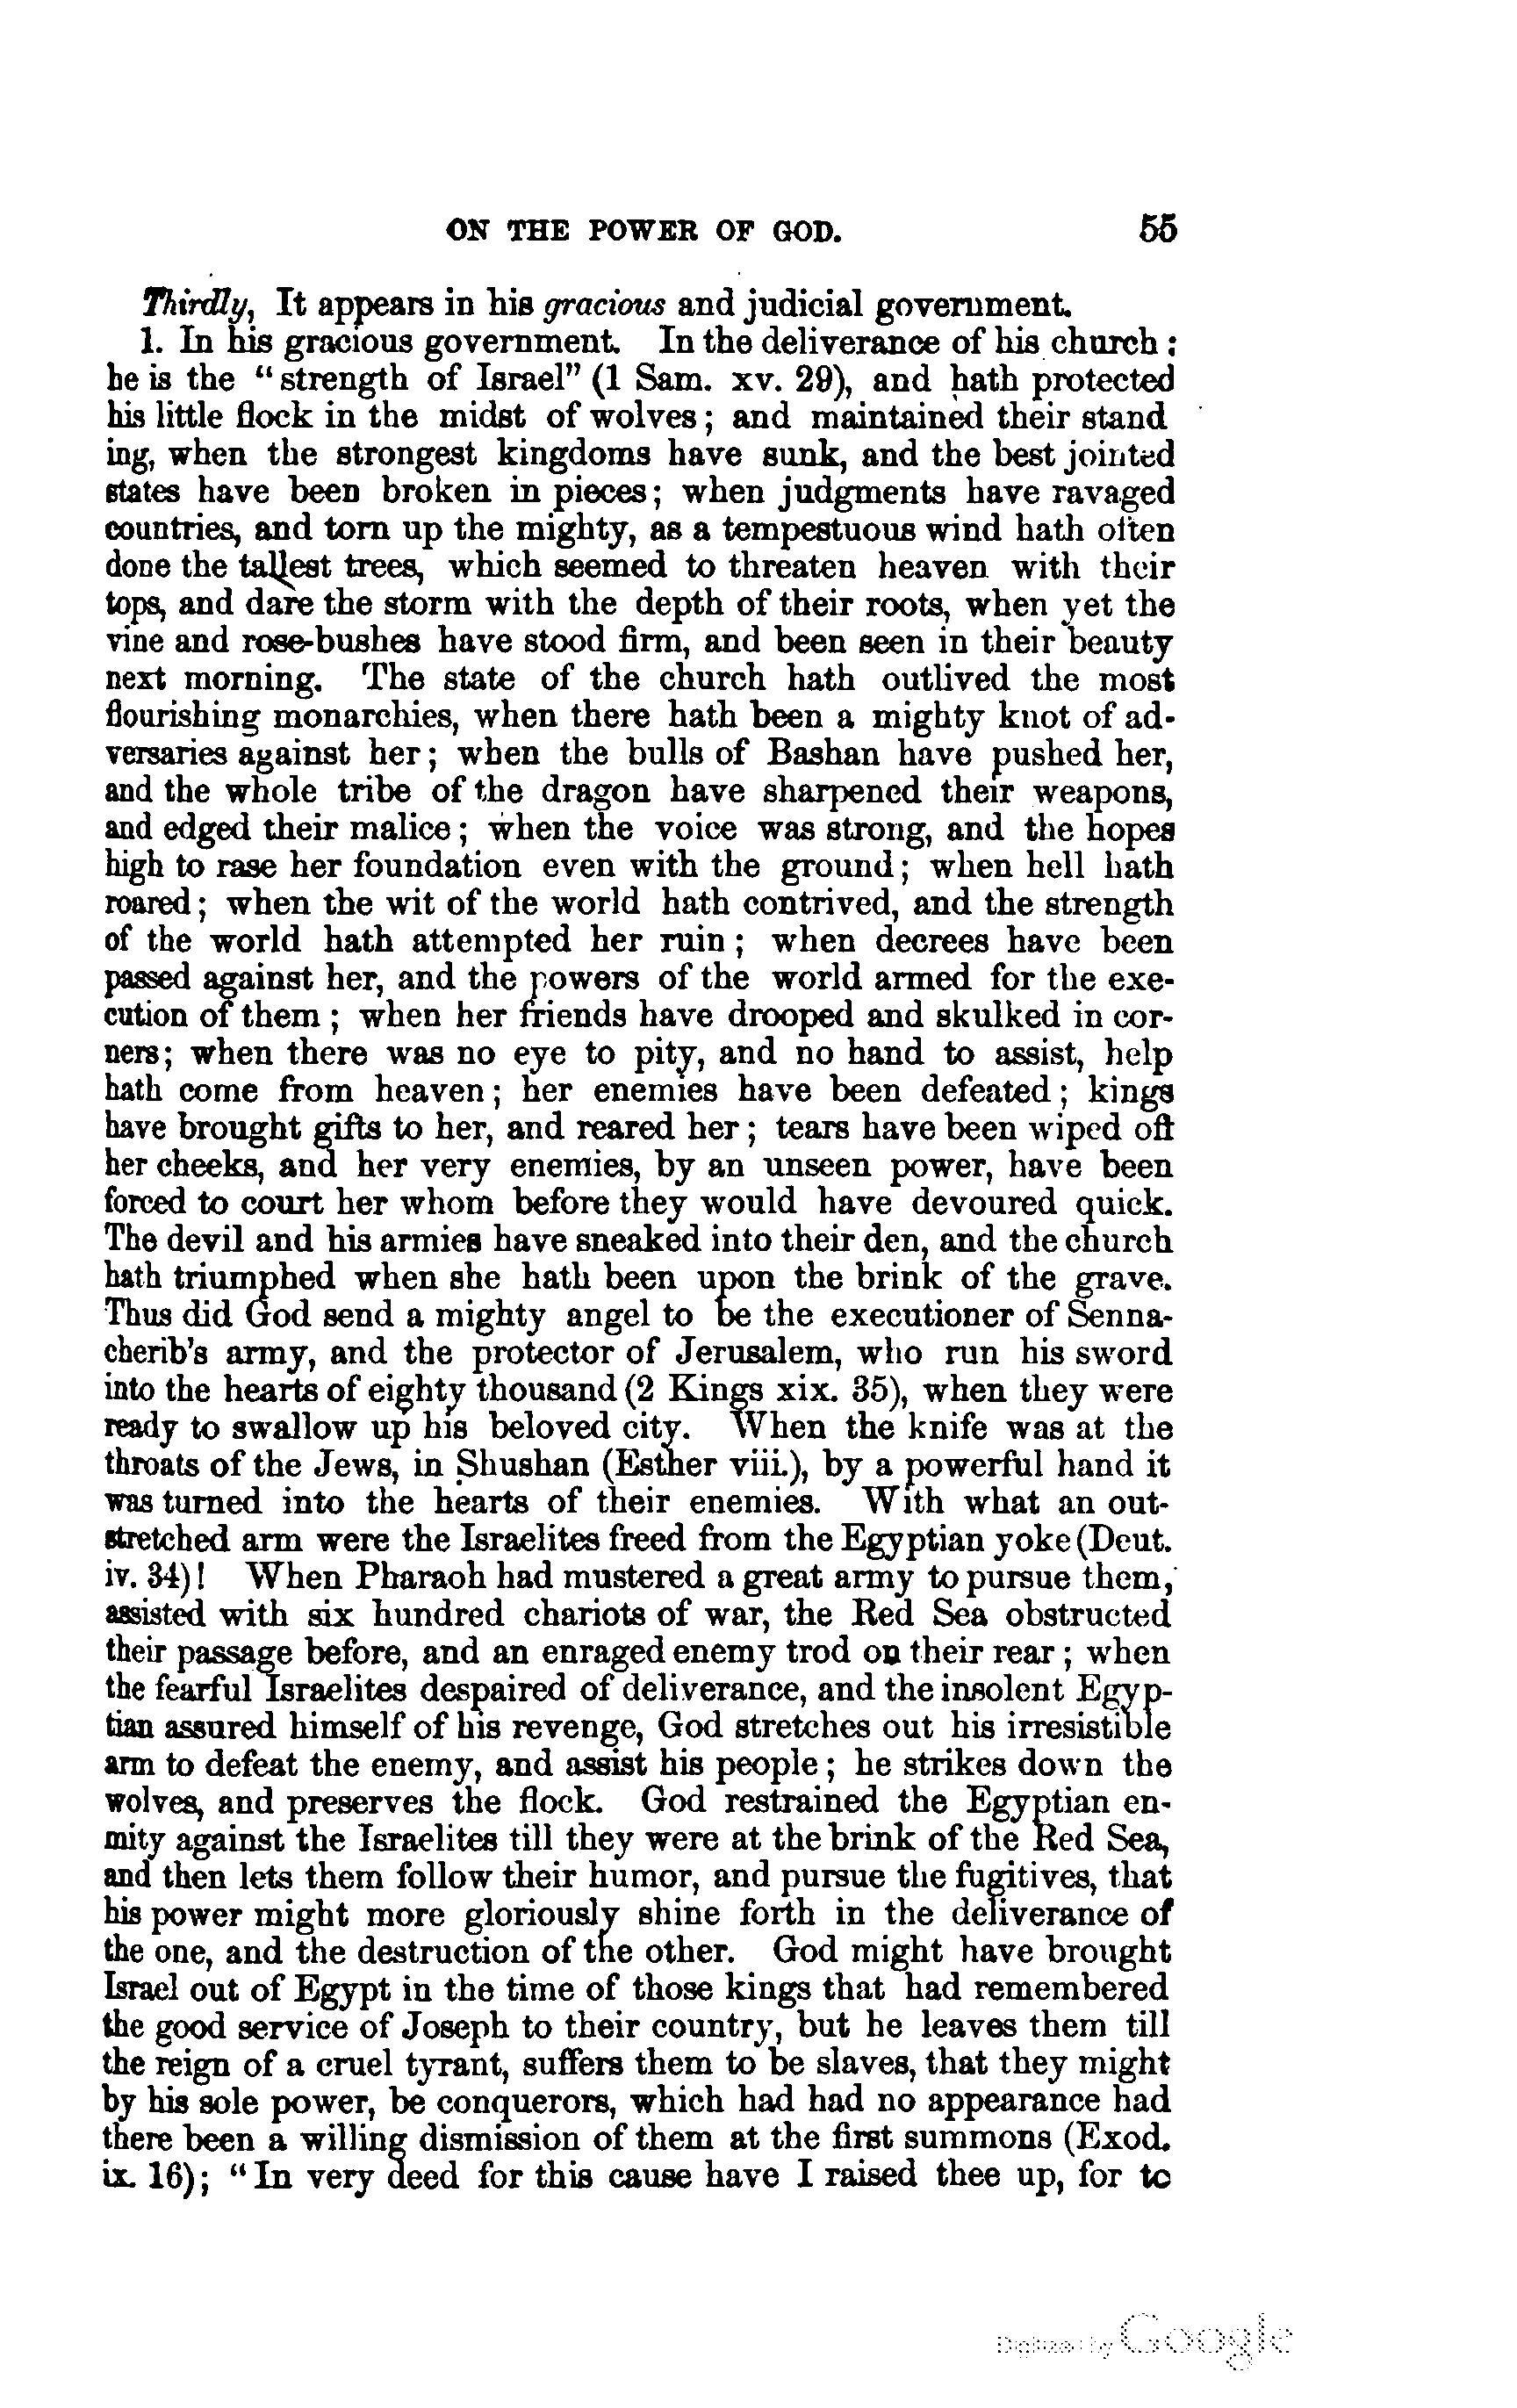 ON THE POWER OF GOD. 55
Thirdly, It appears in his gracious and judicial government.
1. In his gracious government. In the deliverance of his church:
he is the “strength of Israel” (1 Sam. xv. 29), and hath protected
his little flock in the midst of wolves; and maintained their stand
ing, when the strongest kingdoms have sunk, and the best jointed
states have been broken in pieces; when judgments have ravaged
countries, and torn up the mighty, as a tempestuous wind hath often
done the tallest trees, which seemed to threaten heaven with their
tops, and dare the storm with the depth of their roots, when yet the
vine and rose-bushes have stood firm, and been seen in their beauty
next morning. The state of the church hath outlived the most
flourishing monarchies, when there hath been a mighty knot of ad-
versaries against her; when the bulls of Bashan have pushed her,
and the whole tribe of the dragon have sharpened their weapons,
and edged their malice; when the voice was strong, and the hopes
high to rase her foundation even with the ground; when hell hath
roared; when the wit of the world hath contrived, and the strength
of the world hath attempted her ruin; when decrees have been
passed against her, and the powers of the world armed for the exe-
cution of them; when her friends have drooped and skulked in cor-
ners; when there was no eye to pity, and no hand to assist, help
hath come from heaven; her enemies have been defeated; kings
have brought gifts to her, and reared her; tears have been wiped off
her cheeks, and her very enemies, by an unseen power, have been
forced to court her whom before they would have devoured quick.
The devil and his armies have sneaked into their den, and the church
hath triumphed when she hath been upon the brink of the grave.
Thus did God send a mighty angel to be the executioner of Senna-
cherib’s army, and the protector of Jerusalem, who run his sword
into the hearts of eighty thousand (2 Kings xix. 35), when they were
ready to swallow up his beloved city. When the knife was at the
throats of the Jews, in Shushan (Esther viii.), by a powerful hand it
was turned into the hearts of their enemies. With what an out-
stretched arm were the Israelites freed from the Egyptian yoke (Deut.
iv. 34)! When Pharaoh had mustered a great army to pursue them,
assisted with six hundred chariots of war, the Red Sea obstructed
their passage before, and an enraged enemy trod on their rear; when
the fearful Israelites despaired of deliverance, and the insolent Egyp-
tian assured himself of his revenge, God stretches out his irresistible
arm to defeat the enemy, and assist his people; he strikes down the
wolves, and preserves the flock. God restrained the Egyptian en-
mity against the Israelites till they were at the brink of the Red Sea,
and then lets them follow their humor, and pursue the fugitives, that
his power might more gloriously shine forth in the deliverance of
the one, and the destruction of the other. God might have brought
Israel out of Egypt in the time of those kings that had remembered
the good service of Joseph to their country, but he leaves them till
the reign of a cruel tyrant, suffers them to be slaves, that they might
by his sole power, be conquerors, which had had no appearance had
there been a willing dismission of them at the first summons (Exod.
ix. 16); “In very deed for this cause have I raised thee up, for to
Digitized by Google